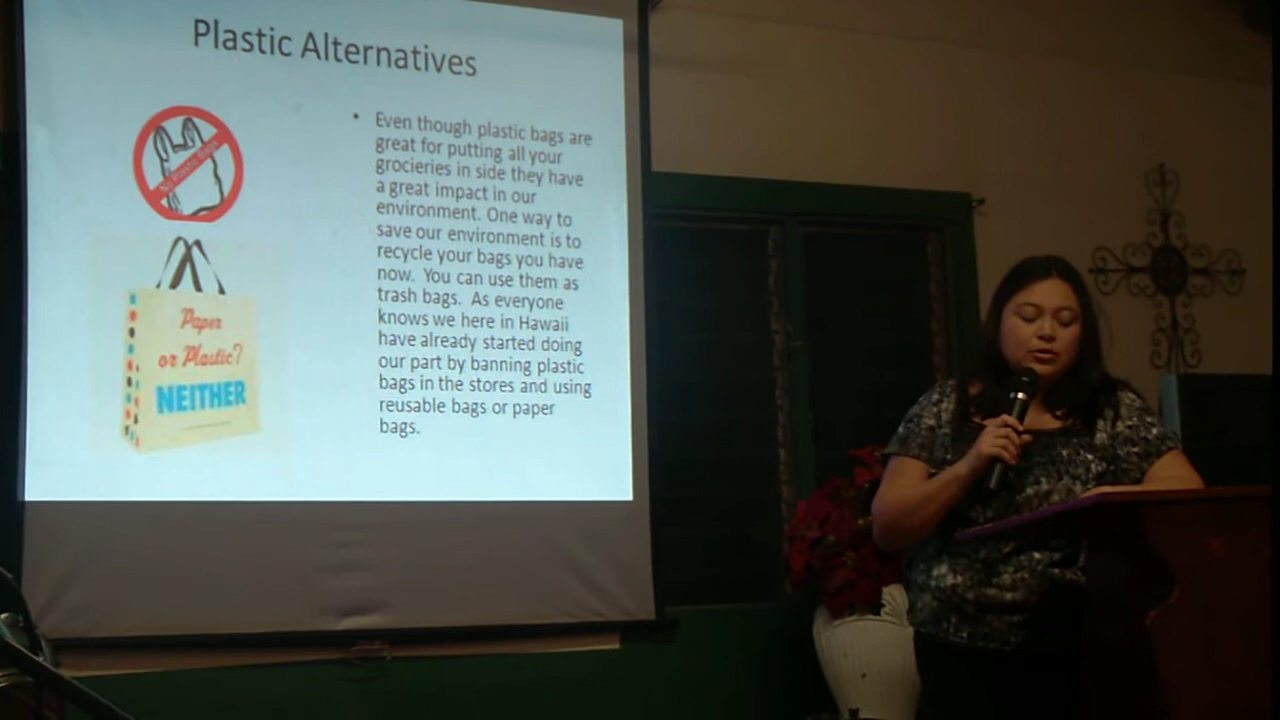 Plastic Alternatives
No Plastic Bags
Paper
or Plastic?
NEITHER
• Even though plastic bags are
great for putting all your
grocieries in side they have
a great impact in our
environment. One way to
save our environment is to
recycle your bags you have
now. You can use them as
trash bags. As everyone
knows we here in Hawaii
have already started doing
our part by banning plastic
bags in the stores and using
reusable bags or paper
bags.